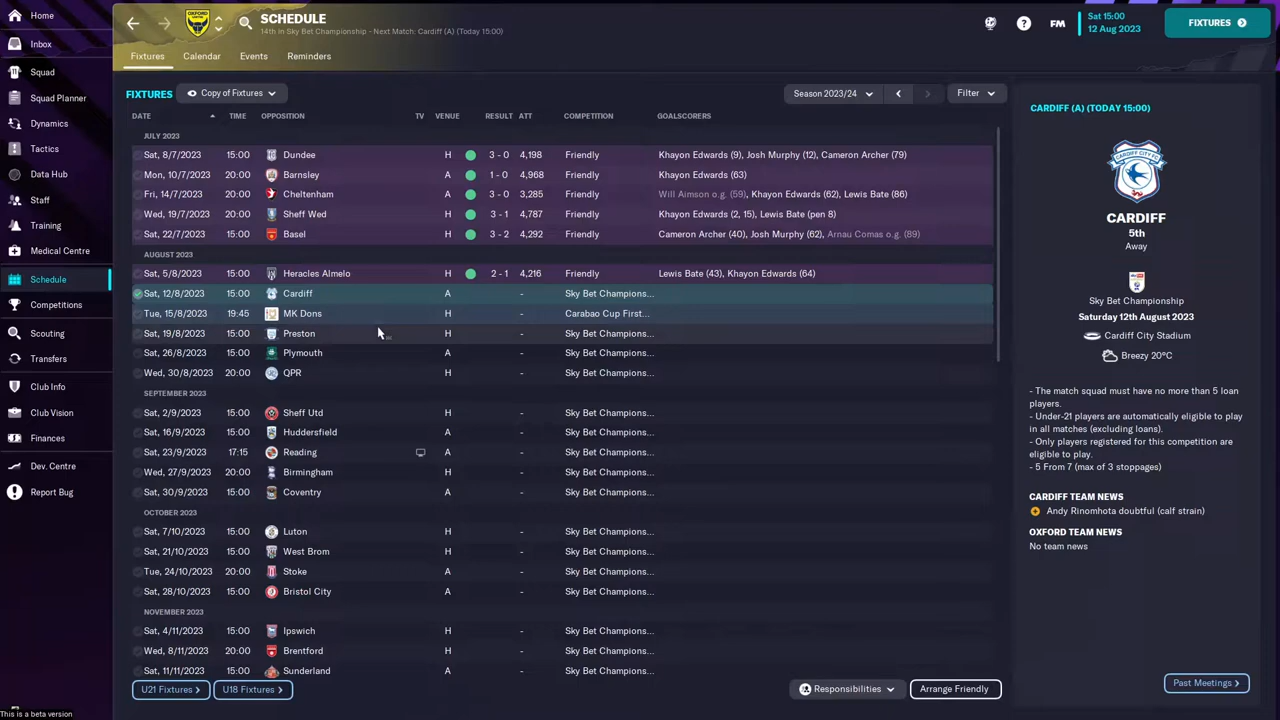 Home
Inbox
Squad
Squad Planner
Dynamics
Tactics
Data Hub
Staff
Training
Medical Centre
Schedule
Competitions
Scouting
Transfers
Club Info
Club Vision
Finances
Dev. Centre
Report Bug
This is a beta version
SCHEDULE
14th in Sky Bet Championship - Next Match: Cardiff (A) (Today 15:00)
? FM Sat 15:00 12 Aug 2023 FIXTURES
Fixtures Calendar Events Reminders
FIXTURES Copy of Fixtures Season 2023/24 Filter
DATE TIME OPPOSITION TV VENUE RESULT ATT COMPETITION GOALSCORERS
JULY 2023
Sat, 8/7/2023 15:00 Dundee H 3 - 0 4,198 Friendly Khayon Edwards (9), Josh Murphy (12), Cameron Archer (79)
Mon, 10/7/2023 20:00 Barnsley A 1 - 0 4,968 Friendly Khayon Edwards (63)
Fri, 14/7/2023 20:00 Cheltenham A 3 - 0 3,285 Friendly Will Aimson o.g. (59), Khayon Edwards (62), Lewis Bate (86)
Wed, 19/7/2023 20:00 Sheff Wed H 3 - 1 4,787 Friendly Khayon Edwards (2, 15), Lewis Bate (pen 8)
Sat, 22/7/2023 15:00 Basel H 3 - 2 4,292 Friendly Cameron Archer (40), Josh Murphy (62), Arnau Comas o.g. (89)
AUGUST 2023
Sat, 5/8/2023 15:00 Heracles Almelo H 2 - 1 4,216 Friendly Lewis Bate (43), Khayon Edwards (64)
Sat, 12/8/2023 15:00 Cardiff A - Sky Bet Champions...
Tue, 15/8/2023 19:45 MK Dons H - Carabao Cup First...
Sat, 19/8/2023 15:00 Preston H - Sky Bet Champions...
Sat, 26/8/2023 15:00 Plymouth A - Sky Bet Champions...
Wed, 30/8/2023 20:00 QPR H - Sky Bet Champions...
SEPTEMBER 2023
Sat, 2/9/2023 15:00 Sheff Utd H - Sky Bet Champions...
Sat, 16/9/2023 15:00 Huddersfield A - Sky Bet Champions...
Sat, 23/9/2023 17:15 Reading A - Sky Bet Champions...
Wed, 27/9/2023 20:00 Birmingham H - Sky Bet Champions...
Sat, 30/9/2023 15:00 Coventry A - Sky Bet Champions...
OCTOBER 2023
Sat, 7/10/2023 15:00 Luton H - Sky Bet Champions...
Sat, 21/10/2023 15:00 West Brom H - Sky Bet Champions...
Tue, 24/10/2023 20:00 Stoke A - Sky Bet Champions...
Sat, 28/10/2023 15:00 Bristol City A - Sky Bet Champions...
NOVEMBER 2023
Sat, 4/11/2023 15:00 Ipswich H - Sky Bet Champions...
Wed, 8/11/2023 20:00 Brentford H - Sky Bet Champions...
Sat, 11/11/2023 15:00 Sunderland A - Sky Bet Champions...
U21 Fixtures U18 Fixtures Responsibilities Arrange Friendly
CARDIFF (A) (TODAY 15:00)
CARDIFF
5th
Away
Sky Bet Championship
Saturday 12th August 2023
Cardiff City Stadium
Breezy 20°C
- The match squad must have no more than 5 loan
players.
- Under-21 players are automatically eligible to play
in all matches (excluding loans).
- Only players registered for this competition are
eligible to play.
- 5 From 7 (max of 3 stoppages)
CARDIFF TEAM NEWS
Andy Rinomhota doubtful (calf strain)
OXFORD TEAM NEWS
No team news
Past Meetings